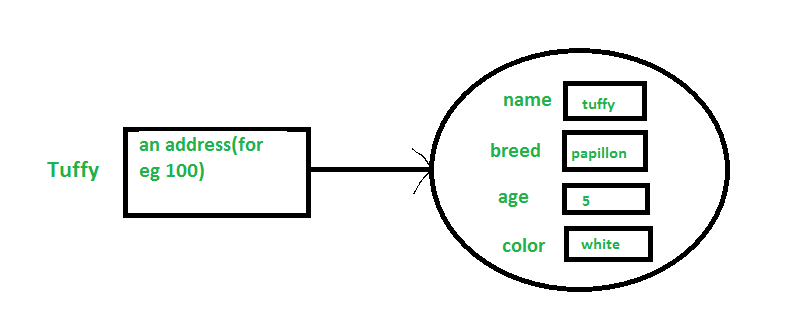 Tuffy
an address(for
eg 100)
name
tuffy
breed
papillon
age
5
color
white